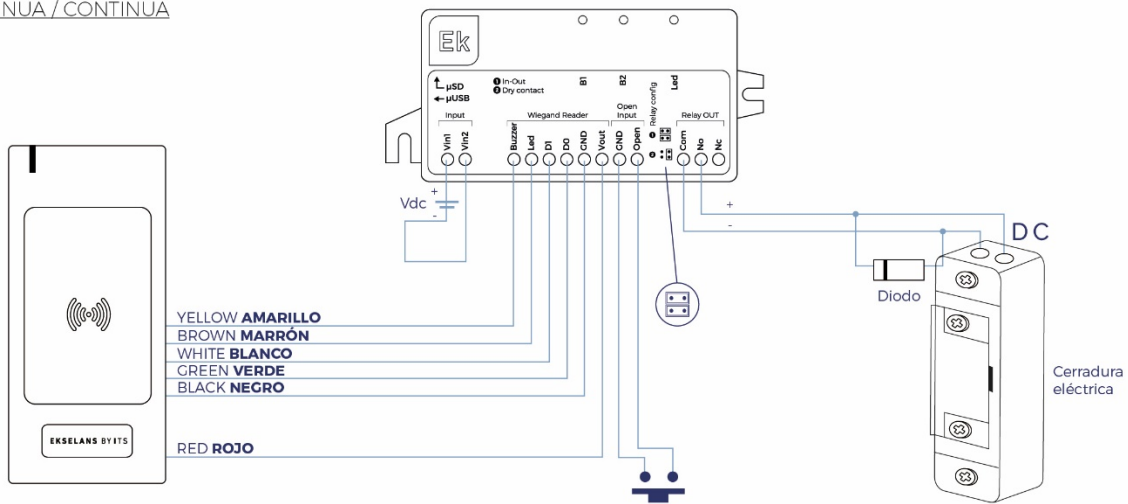 NUA / CONTINUA
Ek
µSD
µUSB
1 In-Out
2 Dry contact
B1
B2
Led
Input
Wiegand Reader
Open Input
Relay config
1
2
Relay OUT
Vin1
Vin2
Buzzer
Led
D1
D0
GND
Vout
GND
Open
Com
No
Nc
Vdc
+
-
+
-
DC
Diodo
Cerradura
eléctrica
YELLOW AMARILLO
BROWN MARRÓN
WHITE BLANCO
GREEN VERDE
BLACK NEGRO
RED ROJO
EKSELANS BY ITS